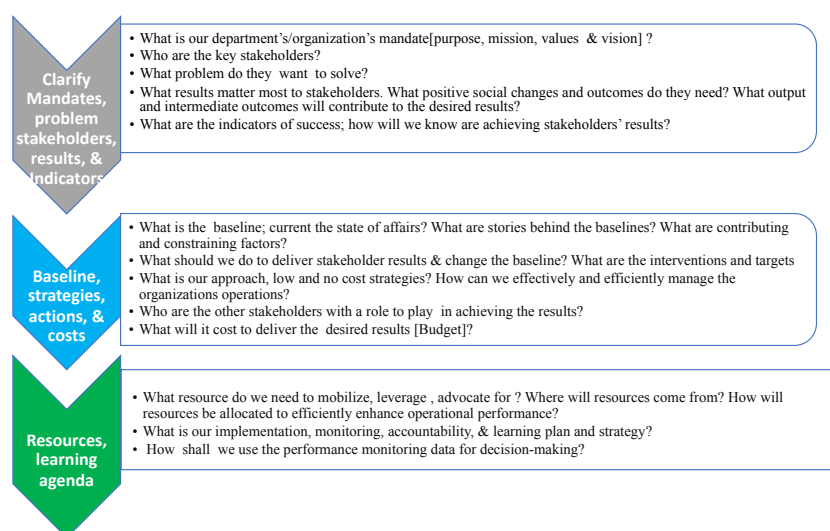 Clarify
Mandates,
problem
stakeholders,
results, &
Indicators
• What is our department’s/organization’s mandate[purpose, mission, values & vision] ?
• Who are the key stakeholders?
• What problem do they want to solve?
• What results matter most to stakeholders. What positive social changes and outcomes do they need? What output
and intermediate outcomes will contribute to the desired results?
• What are the indicators of success; how will we know are achieving stakeholders’ results?
Baseline,
strategies,
actions, &
costs
• What is the baseline; current the state of affairs? What are stories behind the baselines? What are contributing
and constraining factors?
• What should we do to deliver stakeholder results & change the baseline? What are the interventions and targets
• What is our approach, low and no cost strategies? How can we effectively and efficiently manage the
organizations operations?
• Who are the other stakeholders with a role to play in achieving the results?
• What will it cost to deliver the desired results [Budget]?
Resources,
learning
agenda
• What resource do we need to mobilize, leverage , advocate for ? Where will resources come from? How will
resources be allocated to efficiently enhance operational performance?
• What is our implementation, monitoring, accountability, & learning plan and strategy?
• How shall we use the performance monitoring data for decision-making?